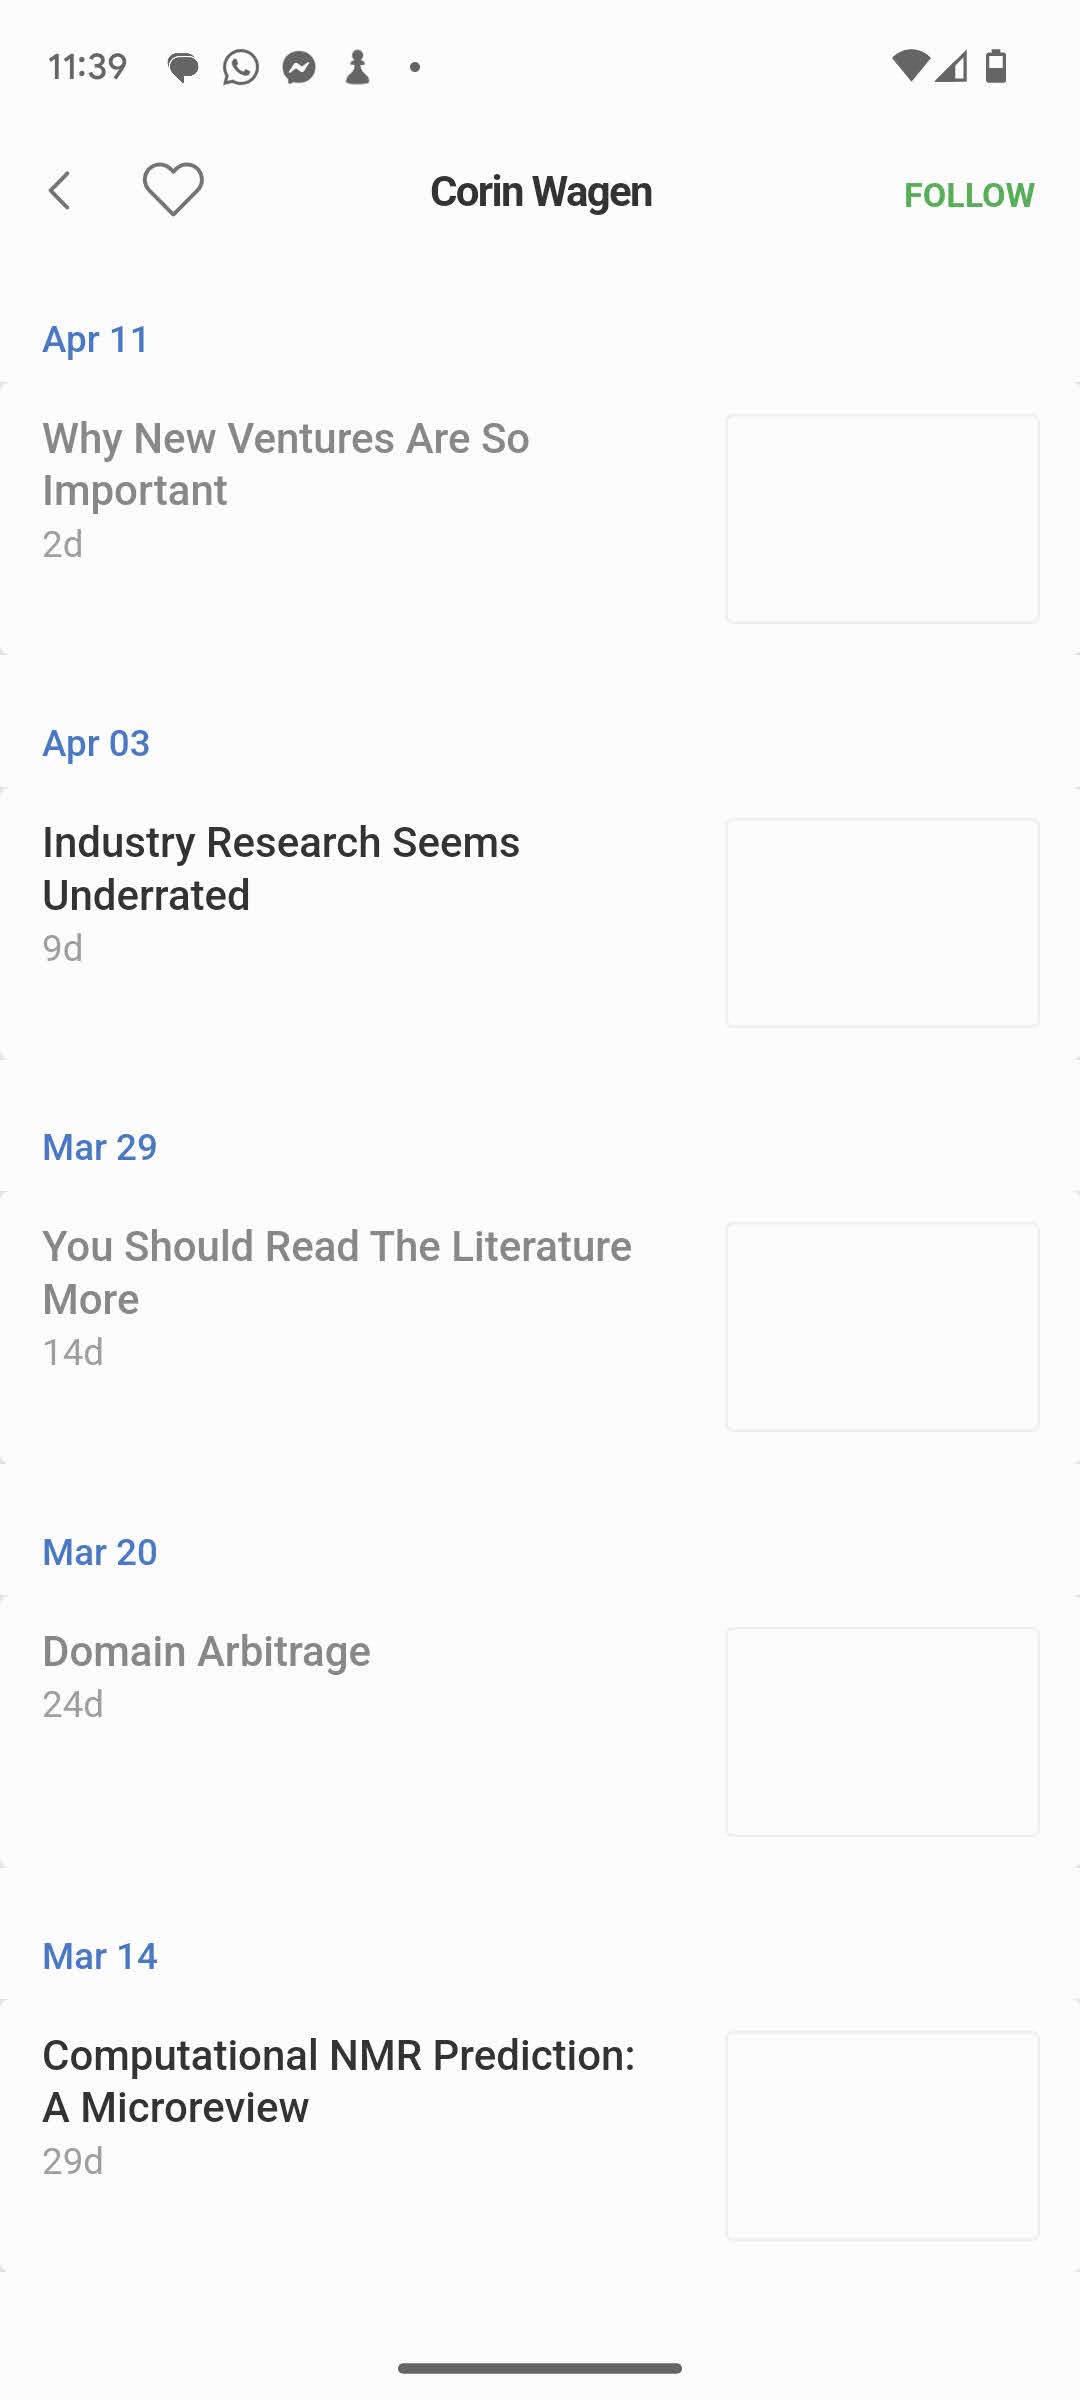 11:39
Corin Wagen
FOLLOW
Apr 11
Why New Ventures Are So
Important
2d
Apr 03
Industry Research Seems
Underrated
9d
Mar 29
You Should Read The Literature
More
14d
Mar 20
Domain Arbitrage
24d
Mar 14
Computational NMR Prediction:
A Microreview
29d